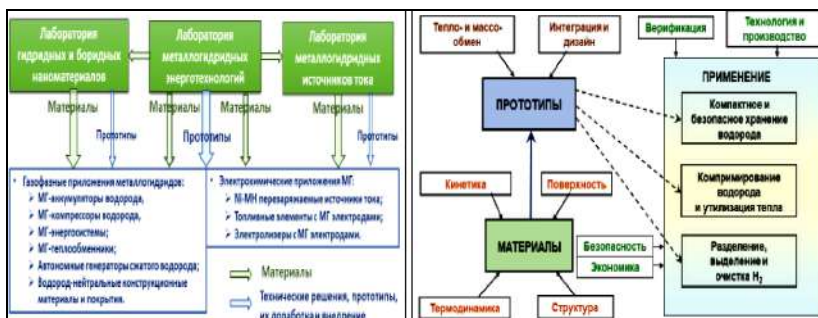 Лаборатория
гидридных и боридных
наноматериалов
Лаборатория
металлогидридных
энерготехнологий
Лаборатория
металлогидридных
источников тока
Материалы
Материалы
Материалы
Материалы
Прототипы
Прототипы
Прототипы
Газофазные приложения металлогидридов:
МГ-аккумуляторы водорода,
МГ-компрессоры водорода,
МГ-энергосистемы;
МГ-теплообменники;
Автономные генераторы сжатого водорода;
Водород-нейтральные конструкционные
материалы и покрытия.
Электрохимические приложения МГ:
Ni-MH перезаряжаемые источники тока;
Топливные элементы с МГ электродами;
Электролизеры с МГ электродами.
Материалы
Технические решения, прототипы,
их доработка и внедрение
Тепло- и массо-
обмен
Интеграция и
дизайн
ПРОТОТИПЫ
Кинетика
Поверхность
МАТЕРИАЛЫ
Термодинамика
Структура
Верификация
Технология и
производство
Безопасность
Экономика
ПРИМЕНЕНИЕ
Компактное и
безопасное хранение
водорода
Компримирование
водорода
и утилизация тепла
Разделение,
выделение и
очистка H₂